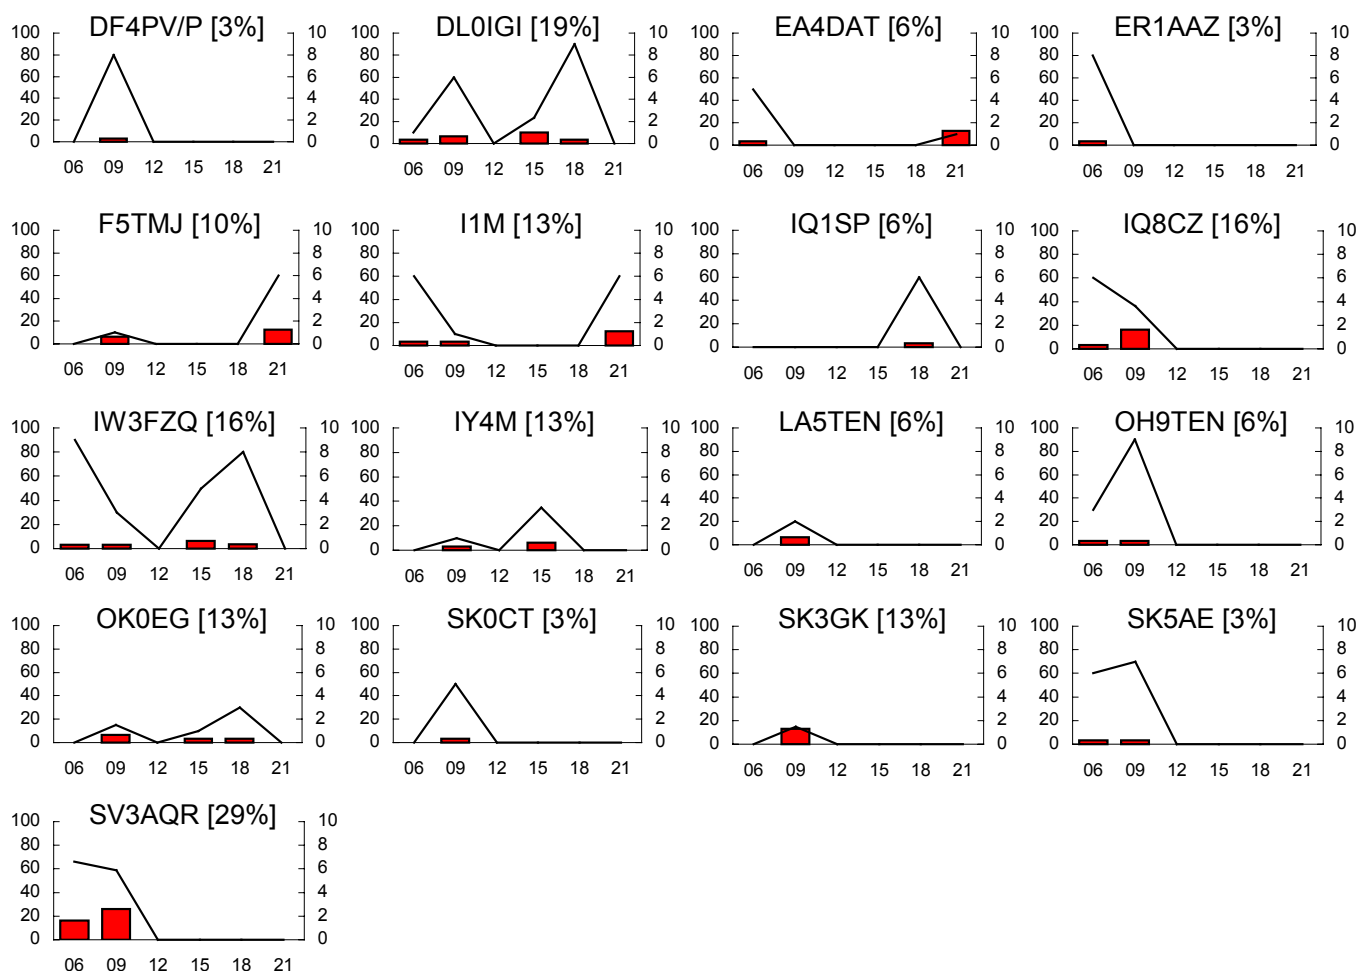 DF4PV/P [3%] DL0IGI [19%] EA4DAT [6%] ER1AAZ [3%]
100 10 100 10 100 10 100 10
80 8 80 8 80 8 80 8
60 6 60 6 60 6 60 6
40 4 40 4 40 4 40 4
20 2 20 2 20 2 20 2
0 0 0 0 0 0 0 0
06 09 12 15 18 21 06 09 12 15 18 21 06 09 12 15 18 21 06 09 12 15 18 21
F5TMJ [10%] I1M [13%] IQ1SP [6%] IQ8CZ [16%]
100 10 100 10 100 10 100 10
80 8 80 8 80 8 80 8
60 6 60 6 60 6 60 6
40 4 40 4 40 4 40 4
20 2 20 2 20 2 20 2
0 0 0 0 0 0 0 0
06 09 12 15 18 21 06 09 12 15 18 21 06 09 12 15 18 21 06 09 12 15 18 21
IW3FZQ [16%] IY4M [13%] LA5TEN [6%] OH9TEN [6%]
100 10 100 10 100 10 100 10
80 8 80 8 80 8 80 8
60 6 60 6 60 6 60 6
40 4 40 4 40 4 40 4
20 2 20 2 20 2 20 2
0 0 0 0 0 0 0 0
06 09 12 15 18 21 06 09 12 15 18 21 06 09 12 15 18 21 06 09 12 15 18 21
OK0EG [13%] SK0CT [3%] SK3GK [13%] SK5AE [3%]
100 10 100 10 100 10 100 10
80 8 80 8 80 8 80 8
60 6 60 6 60 6 60 6
40 4 40 4 40 4 40 4
20 2 20 2 20 2 20 2
0 0 0 0 0 0 0 0
06 09 12 15 18 21 06 09 12 15 18 21 06 09 12 15 18 21 06 09 12 15 18 21
SV3AQR [29%]
100 10
80 8
60 6
40 4
20 2
0 0
06 09 12 15 18 21